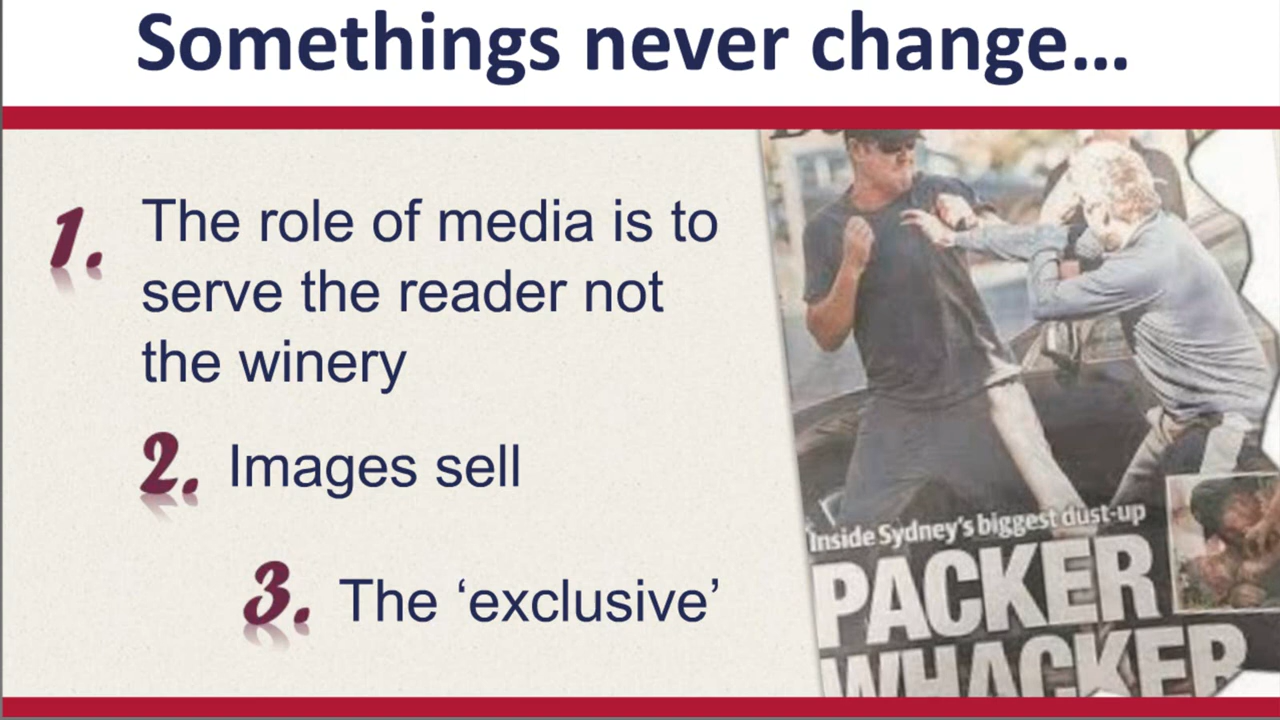 Somethings never change...
1. The role of media is to
serve the reader not
the winery
2. Images sell
3. The ‘exclusive’
Inside Sydney's biggest dust-up
PACKER
WHACKER